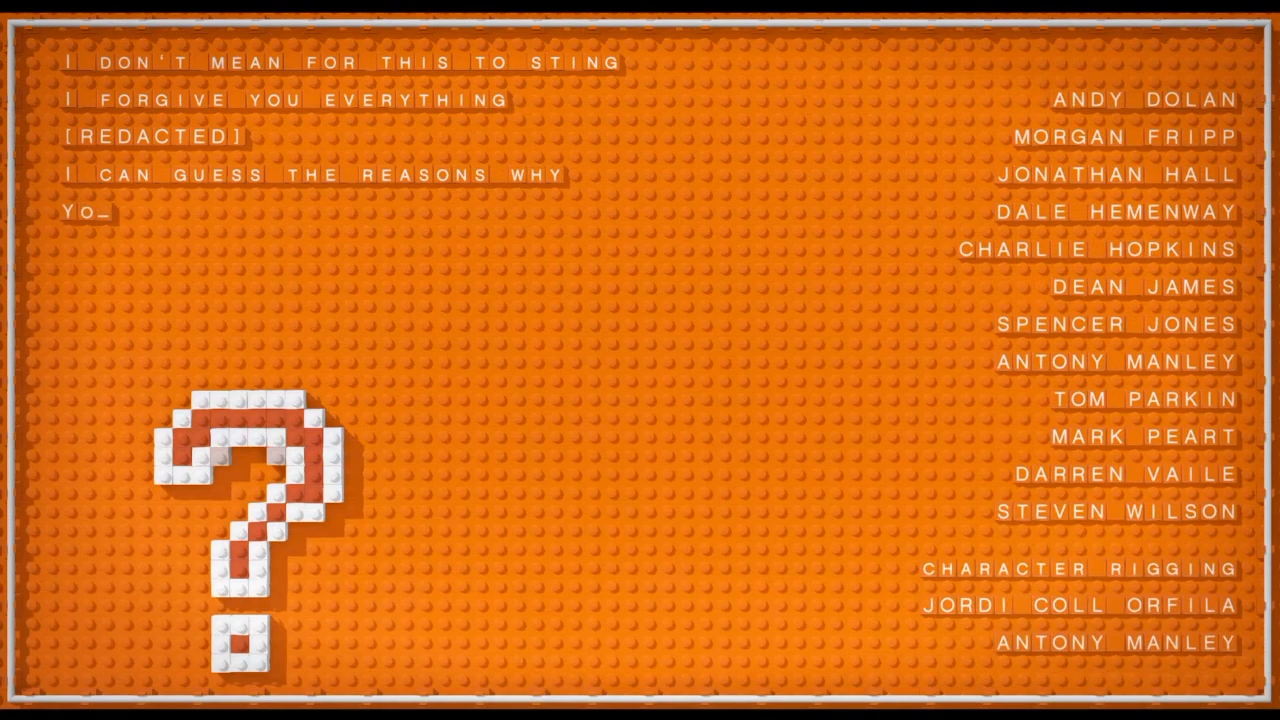 I DON'T MEAN FOR THIS TO STING
I FORGIVE YOU EVERYTHING
[REDACTED]
I CAN GUESS THE REASONS WHY
Yo_
ANDY DOLAN
MORGAN FRIPP
JONATHAN HALL
DALE HEMENWAY
CHARLIE HOPKINS
DEAN JAMES
SPENCER JONES
ANTONY MANLEY
TOM PARKIN
MARK PEART
DARREN VAILE
STEVEN WILSON
CHARACTER RIGGING
JORDI COLL ORFILA
ANTONY MANLEY
?